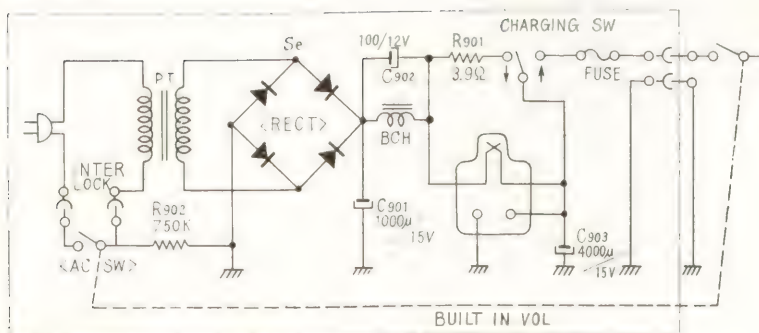 CHARGING SW
100/12V
Se
R901
C902
3.9Ω
FUSE
PT
<RECT>
BCH
NTER
LOCK
R902
750K
C901
1000μ
15V
C903
4000μ
15V
<AC(SW>
BUILT IN VOL